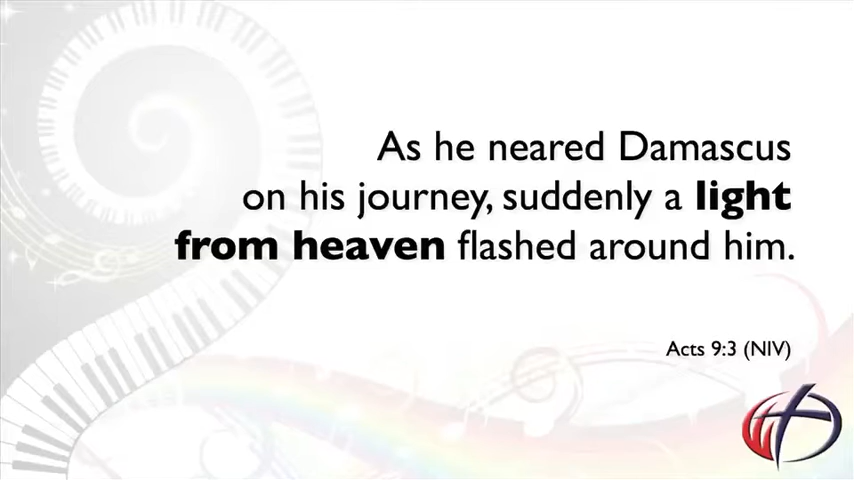 As he neared Damascus
on his journey, suddenly a light
from heaven flashed around him.
Acts 9:3 (NIV)